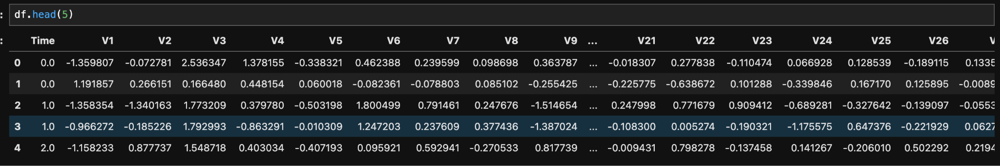 : df.head(5)
: Time V1 V2 V3 V4 V5 V6 V7 V8 V9 ... V21 V22 V23 V24 V25 V26
0 0.0 -1.359807 -0.072781 2.536347 1.378155 -0.338321 0.462388 0.239599 0.098698 0.363787 ... -0.018307 0.277838 -0.110474 0.066928 0.128539 -0.189115 0.1335
1 0.0 1.191857 0.266151 0.166480 0.448154 0.060018 -0.082361 -0.078803 0.085102 -0.255425 ... -0.225775 -0.638672 0.101288 -0.339846 0.167170 0.125895 -0.0089
2 1.0 -1.358354 -1.340163 1.773209 0.379780 -0.503198 1.800499 0.791461 0.247676 -1.514654 ... 0.247998 0.771679 0.909412 -0.689281 -0.327642 -0.139097 -0.0553
3 1.0 -0.966272 -0.185226 1.792993 -0.863291 -0.010309 1.247203 0.237609 0.377436 -1.387024 ... -0.108300 0.005274 -0.190321 -1.175575 0.647376 -0.221929 0.0627
4 2.0 -1.158233 0.877737 1.548718 0.403034 -0.407193 0.095921 0.592941 -0.270533 0.817739 ... -0.009431 0.798278 -0.137458 0.141267 -0.206010 0.502292 0.2194